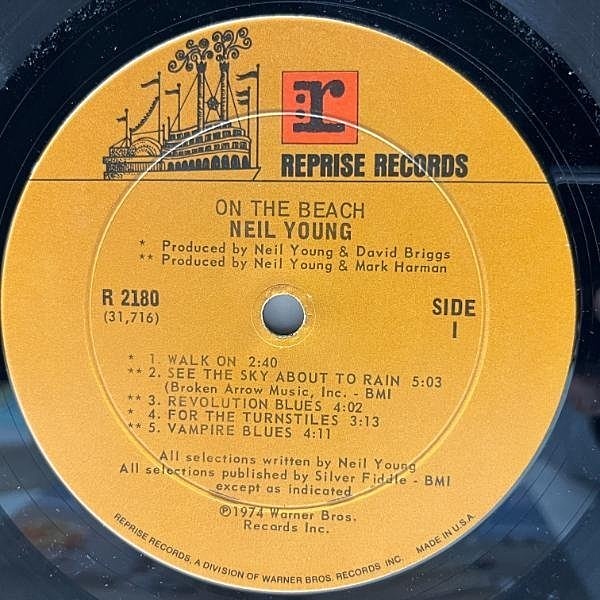 r:
REPRISE RECORDS
ON THE BEACH
NEIL YOUNG
* Produced by Neil Young & David Briggs
** Produced by Neil Young & Mark Harman
R 2180
(31,716)
SIDE
1
* 1. WALK ON 2:40
** 2. SEE THE SKY ABOUT TO RAIN 5:03
(Broken Arrow Music, Inc. - BMI
** 3. REVOLUTION BLUES 4:02
* 4. FOR THE TURNSTILES 3:13
** 5. VAMPIRE BLUES 4:11
All selections written by Neil Young
All selections published by Silver Fiddle - BMI
except as indicated
℗1974 Warner Bros.
Records Inc.
REPRISE RECORDS, A DIVISION OF WARNER BROS. RECORDS INC. MADE IN U.S.A.